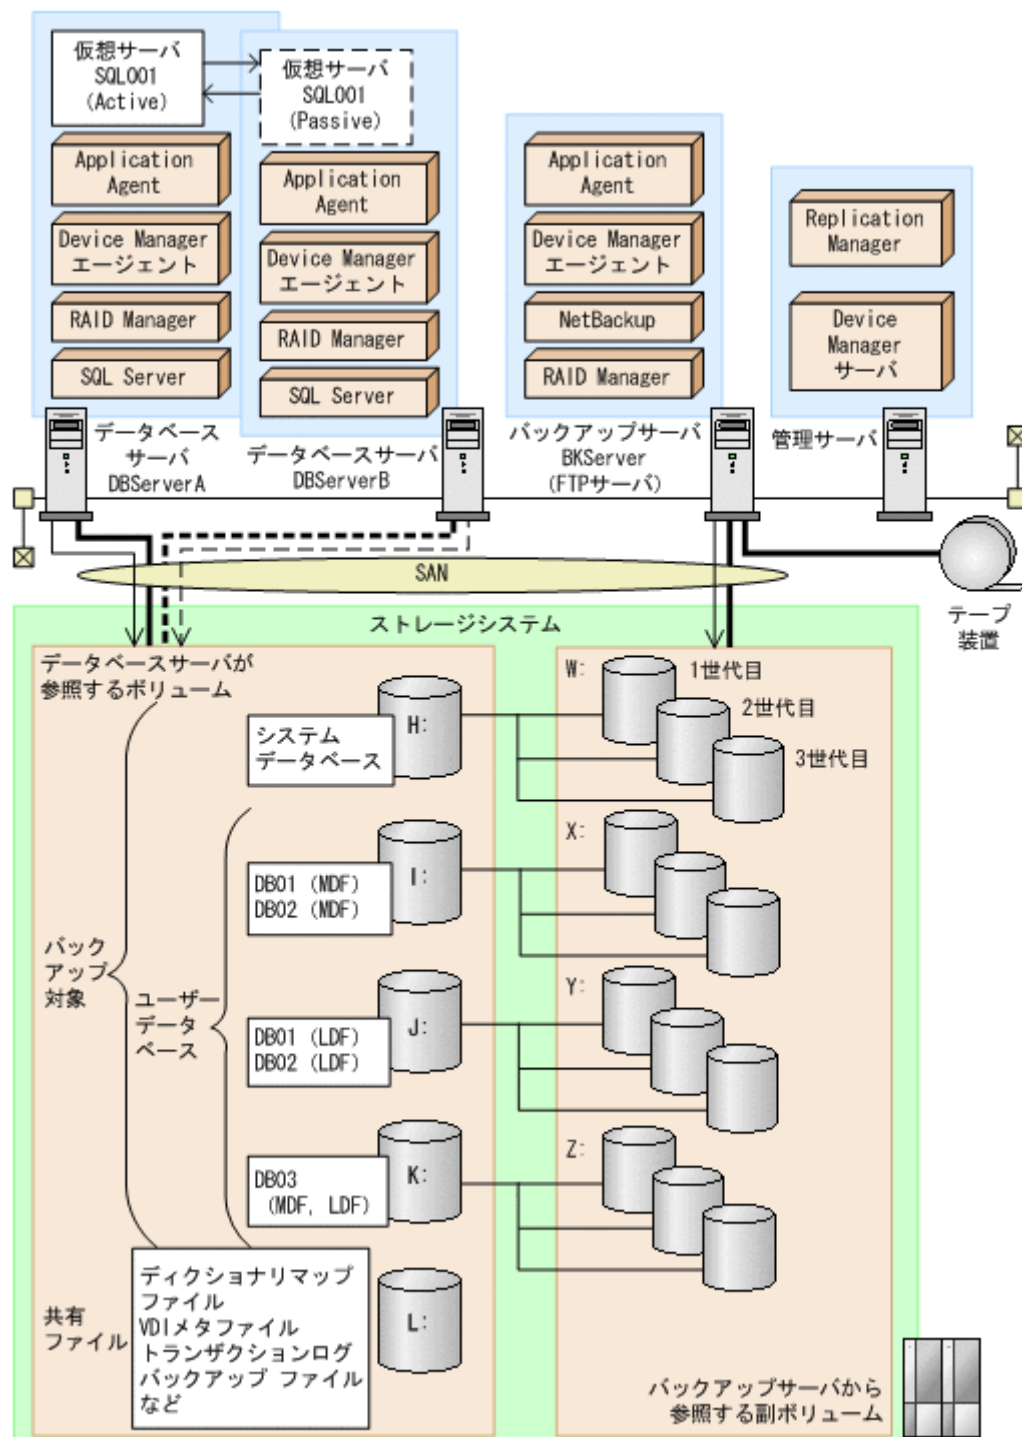 仮想サーバ
SQL001
(Active)
仮想サーバ
SQL001
(Passive)
Application
Agent
Device Manager
エージェント
RAID Manager
SQL Server
Application
Agent
Device Manager
エージェント
RAID Manager
SQL Server
Application
Agent
Device Manager
エージェント
NetBackup
RAID Manager
Replication
Manager
Device
Manager
サーバ
データベース
サーバ
DBServerA
データベースサーバ
DBServerB
バックアップサーバ
BKServer
(FTPサーバ)
管理サーバ
SAN
テープ
装置
ストレージシステム
データベースサーバが
参照するボリューム
システム
データベース
H:
W:
1世代目
2世代目
3世代目
DB01 (MDF)
DB02 (MDF)
I:
X:
バック
アップ
対象
ユーザー
データ
ベース
DB01 (LDF)
DB02 (LDF)
J:
Y:
DB03
(MDF, LDF)
K:
Z:
共有
ファイル
ディクショナリマップ
ファイル
VDIメタファイル
トランザクションログ
バックアップ ファイル
など
L:
バックアップサーバから
参照する副ボリューム